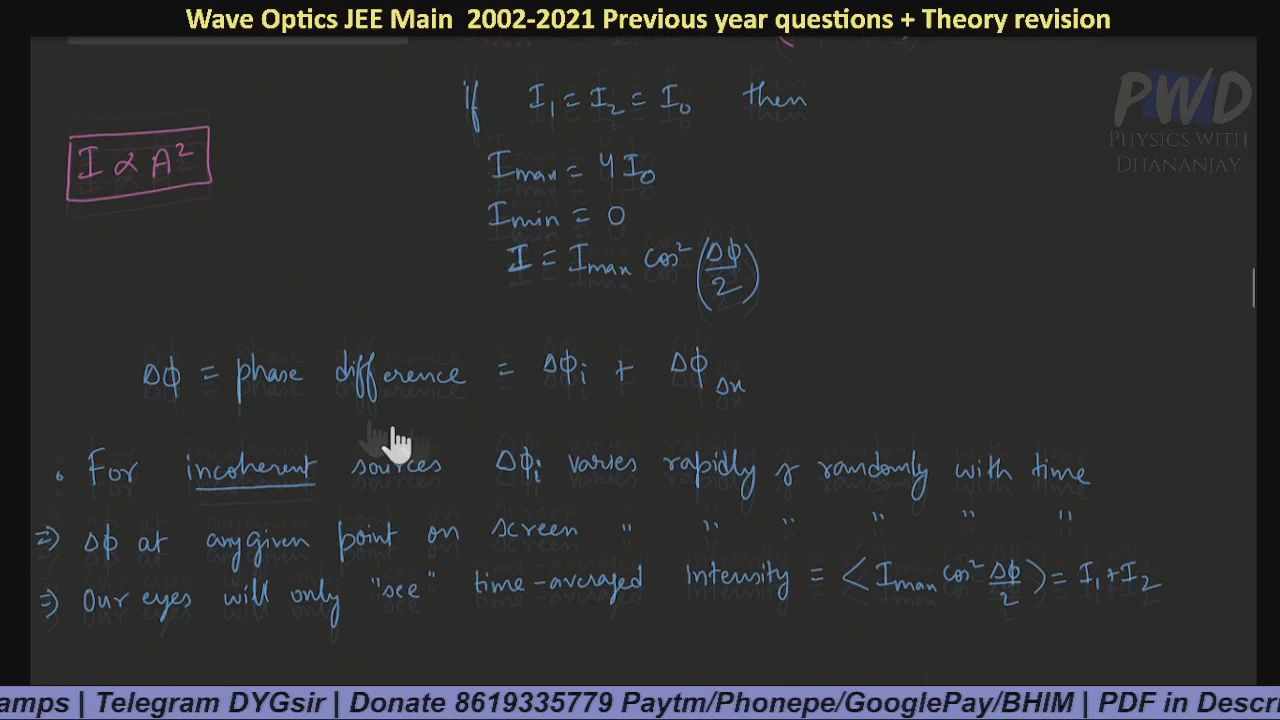 Wave Optics JEE Main 2002-2021 Previous year questions + Theory revision
PWD
PHYSICS WITH
DHANANJAY
if I₁ = I₂ = I₀ then
I ∝ A²
Imax = 4I₀
Imin = 0
I = Imax cos²(Δϕ/2)
Δϕ = phase difference = Δϕi + ΔϕΔx
• For incoherent sources Δϕi varies rapidly & randomly with time
⇒ Δϕ at any given point on screen " " " " " "
⇒ Our eyes will only "see" time-averaged Intensity = <Imax cos² Δϕ/2> = I₁ + I₂
amps | Telegram DYGsir | Donate 8619335779 Paytm/Phonepe/GooglePay/BHIM | PDF in Descri